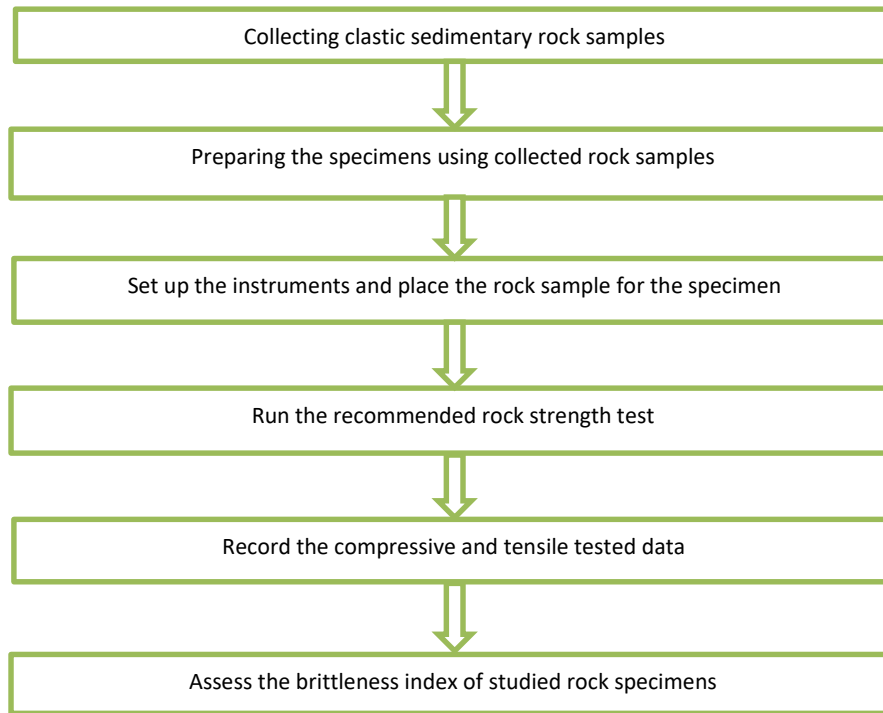 Collecting clastic sedimentary rock samples
Preparing the specimens using collected rock samples
Set up the instruments and place the rock sample for the specimen
Run the recommended rock strength test
Record the compressive and tensile tested data
Assess the brittleness index of studied rock specimens